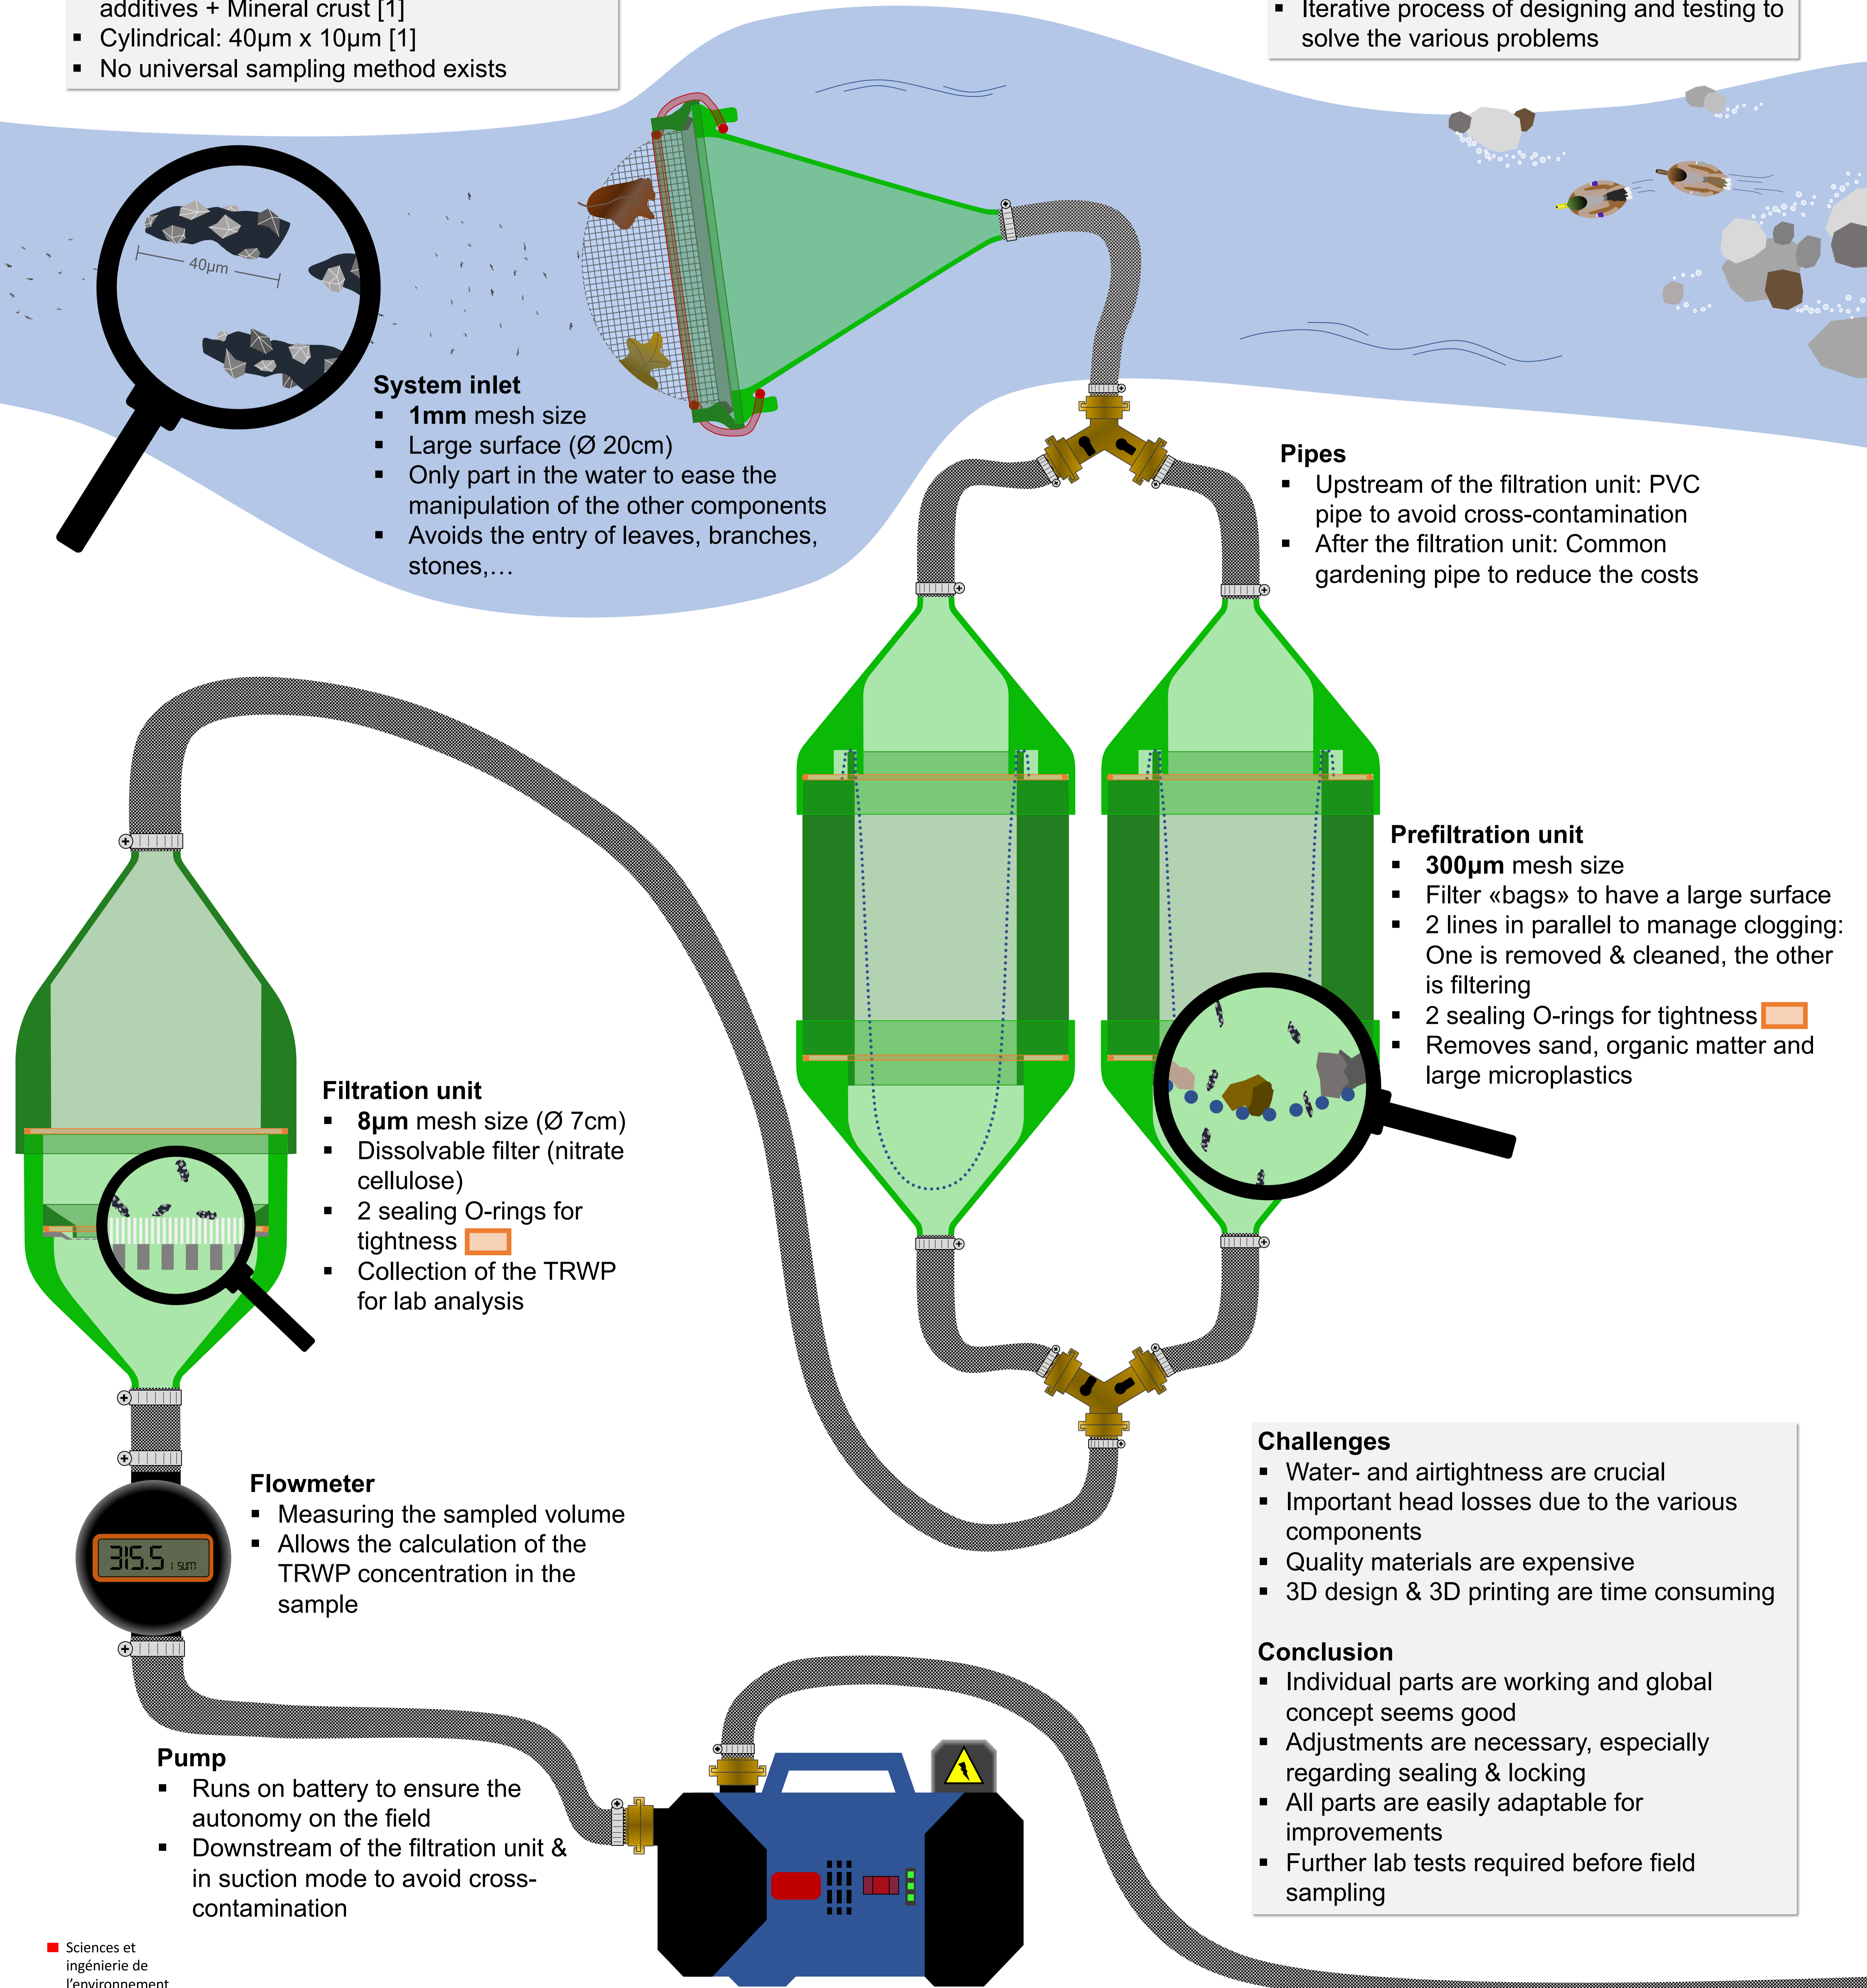 additives + Mineral crust [1]
▪ Cylindrical: 40µm x 10µm [1]
▪ No universal sampling method exists
▪ Iterative process of designing and testing to
solve the various problems
40µm
System inlet
▪ 1mm mesh size
▪ Large surface (Ø 20cm)
▪ Only part in the water to ease the
manipulation of the other components
▪ Avoids the entry of leaves, branches,
stones,…
Pipes
▪ Upstream of the filtration unit: PVC
pipe to avoid cross-contamination
▪ After the filtration unit: Common
gardening pipe to reduce the costs
Prefiltration unit
▪ 300µm mesh size
▪ Filter «bags» to have a large surface
▪ 2 lines in parallel to manage clogging:
One is removed & cleaned, the other
is filtering
▪ 2 sealing O-rings for tightness
▪ Removes sand, organic matter and
large microplastics
Filtration unit
▪ 8µm mesh size (Ø 7cm)
▪ Dissolvable filter (nitrate
cellulose)
▪ 2 sealing O-rings for
tightness
▪ Collection of the TRWP
for lab analysis
Flowmeter
▪ Measuring the sampled volume
▪ Allows the calculation of the
TRWP concentration in the
sample
315.5 l sum
Challenges
▪ Water- and airtightness are crucial
▪ Important head losses due to the various
components
▪ Quality materials are expensive
▪ 3D design & 3D printing are time consuming
Conclusion
▪ Individual parts are working and global
concept seems good
▪ Adjustments are necessary, especially
regarding sealing & locking
▪ All parts are easily adaptable for
improvements
▪ Further lab tests required before field
sampling
Pump
▪ Runs on battery to ensure the
autonomy on the field
▪ Downstream of the filtration unit &
in suction mode to avoid cross-
contamination
Sciences et
ingénierie de
l'environnement